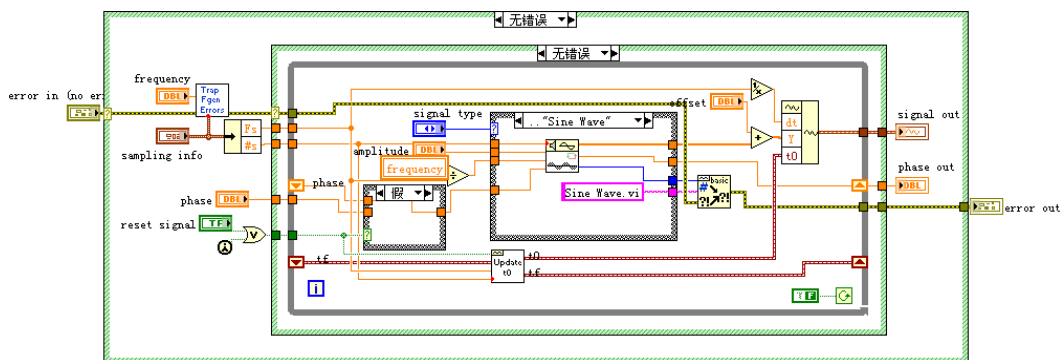 无错误
无错误
frequency
DBL
Trap
Fgen
Errors
error in (no err
Fs
#s
sampling info
signal type
.."Sine Wave"
offset
DBL
dt
Y
t0
signal out
amplitude
DBL
frequency
phase
假
phase
DBL
basic
#
?!
?!
Sine Wave.vi
phase out
DBL
error out
reset signal
TF
V
tf
Update
t0
t0
tf
i
F